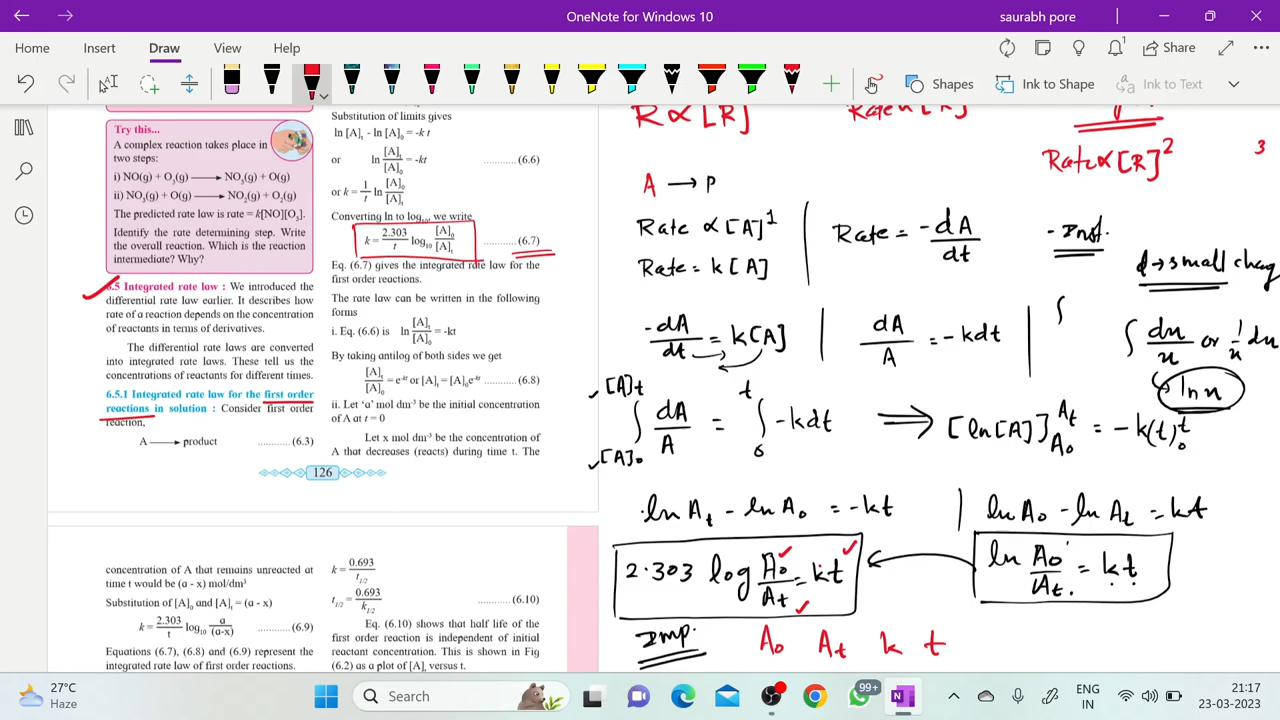 OneNote for Windows 10
saurabh pore
Home Insert Draw View Help
Share
Shapes
Ink to Shape
Ink to Text
Try this...
A complex reaction takes place in
two steps:
i) NO(g) + O₃(g) ⟶ NO₃(g) + O(g)
ii) NO₃(g) + O(g) ⟶ NO₂(g) + O₂(g)
The predicted rate law is rate = k[NO][O₃].
Identify the rate determining step. Write
the overall reaction. Which is the reaction
intermediate? Why?
6.5 Integrated rate law : We introduced the
differential rate law earlier. It describes how
rate of a reaction depends on the concentration
of reactants in terms of derivatives.
The differential rate laws are converted
into integrated rate laws. These tell us the
concentrations of reactants for different times.
6.5.1 Integrated rate law for the first order
reactions in solution : Consider first order
reaction,
A ⟶ product ............(6.3)
Substitution of limits gives
ln [A]ₜ - ln [A]₀ = -k t
or ln [A]ₜ/[A]₀ = -kt ............(6.6)
or k = 1/t ln [A]₀/[A]ₜ
Converting ln to log₁₀, we write
k = 2.303/t log₁₀ [A]₀/[A]ₜ ............(6.7)
Eq. (6.7) gives the integrated rate law for the
first order reactions.
The rate law can be written in the following
forms
i. Eq. (6.6) is ln [A]ₜ/[A]₀ = -kt
By taking antilog of both sides we get
[A]ₜ/[A]₀ = e⁻ᵏᵗ or [A]ₜ = [A]₀e⁻ᵏᵗ ............(6.8)
ii. Let 'a' mol dm⁻³ be the initial concentration
of A at t = 0
Let x mol dm⁻³ be the concentration of
A that decreases (reacts) during time t. The
126
concentration of A that remains unreacted at
time t would be (a - x) mol/dm³
Substitution of [A]₀ and [A]ₜ = (a - x)
k = 2.303/t log₁₀ a/(a-x) ............(6.9)
Equations (6.7), (6.8) and (6.9) represent the
integrated rate law of first order reactions.
k = 0.693/t₁/₂
t₁/₂ = 0.693/k₁/₂ ............(6.10)
Eq. (6.10) shows that half life of the
first order reaction is independent of initial
reactant concentration. This is shown in Fig
(6.2) as a plot of [A]ₜ versus t.
R ∝ [R]
Rate ∝ [R]
Rate ∝ [R]²
3
A → P
Rate ∝ [A]¹
Rate = k[A]
Rate = -dA/dt
- Inst.
d → small chang
-dA/dt = k[A]
dA/A = -kdt
∫
∫ dx/x or 1/x dx
ln x
∫ [A]₀ [A]t dA/A = ∫ 0 t -kdt ⟹ [ln[A]] A₀ At = -k(t) 0 t
ln At - ln A₀ = -kt
ln A₀ - ln At = kt
2.303 log A₀/At = kt
ln A₀/At = kt
Imp.
A₀ At k t
27°C
Haze
Search
99+
ENG
IN
21:17
23-03-2023